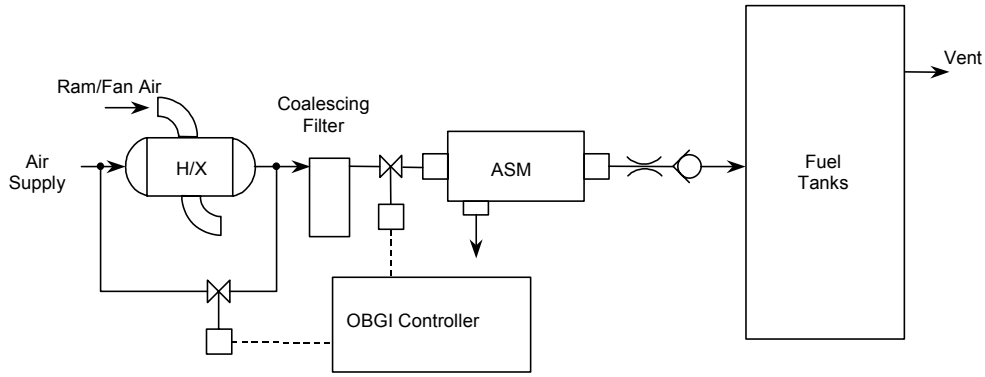 Ram/Fan Air
Coalescing
Filter
Vent
Air
Supply
H/X
ASM
Fuel
Tanks
OBGI Controller